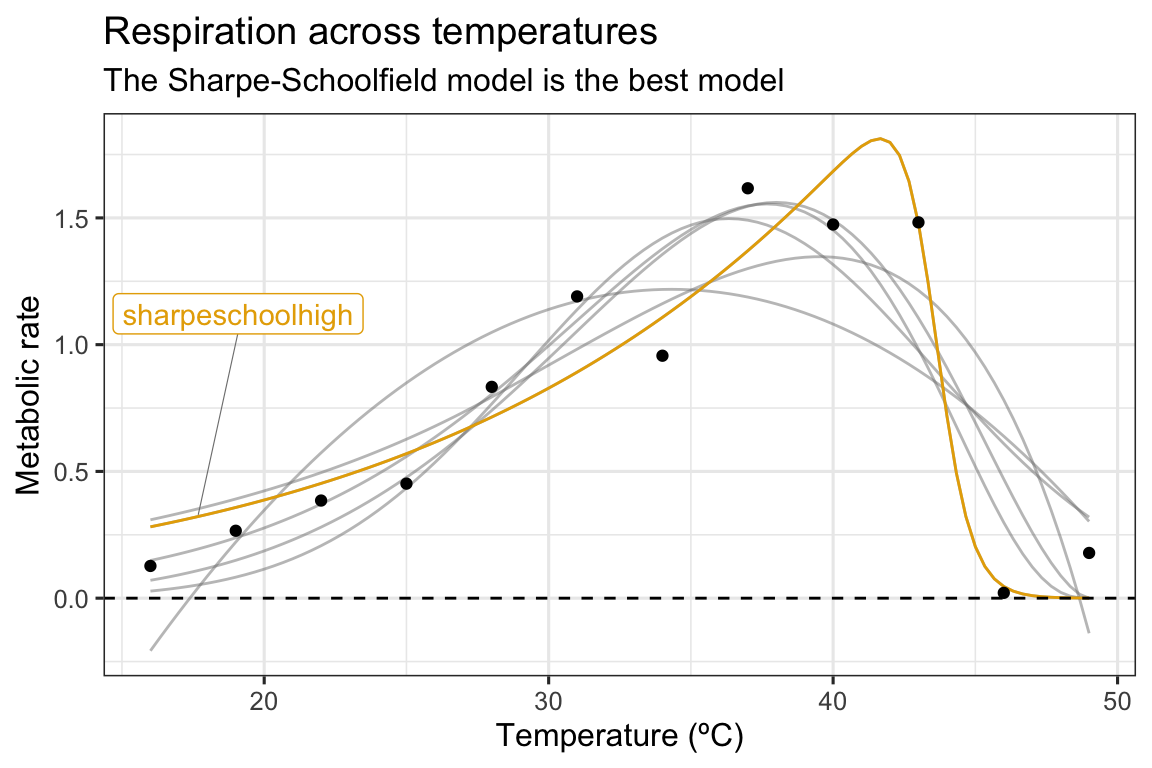 Respiration across temperatures
The Sharpe-Schoolfield model is the best model
Metabolic rate
1.5
1.0
0.5
0.0
sharpeschoolhigh
20 30 40 50
Temperature (ºC)